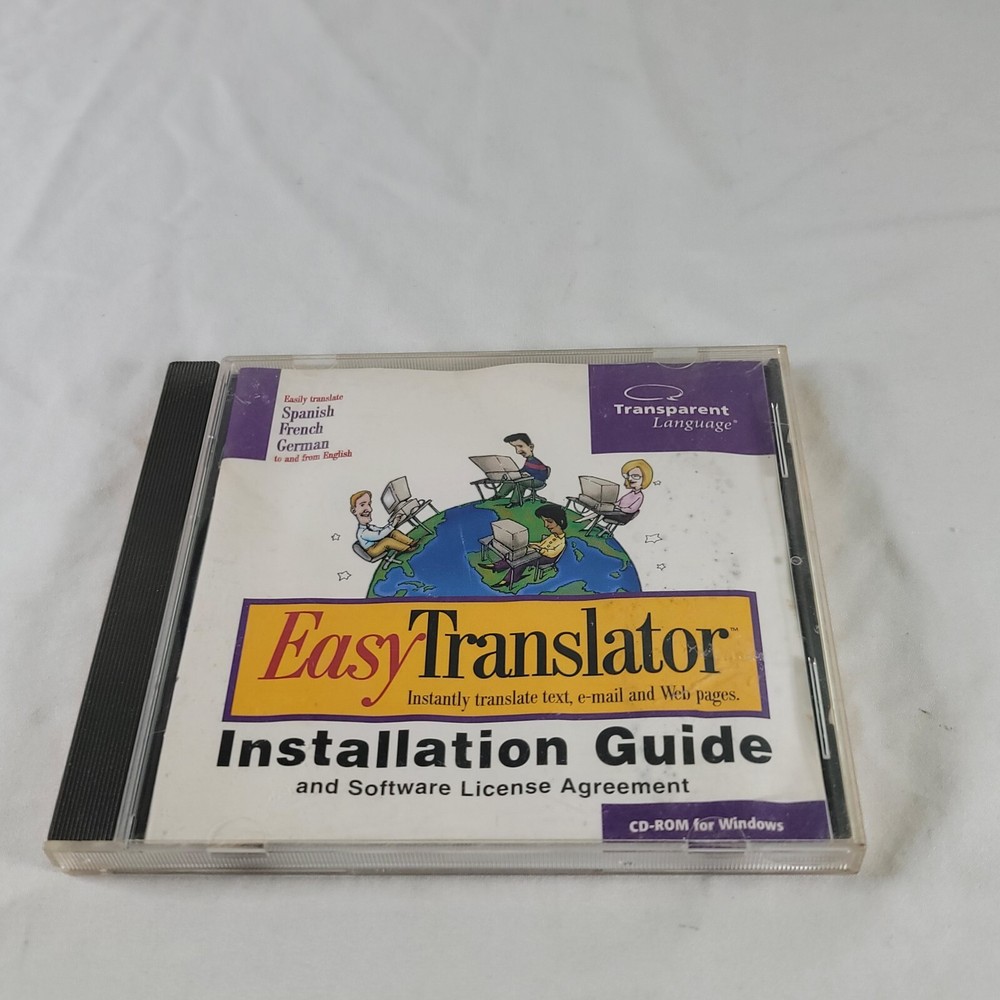 Easily translate
Spanish
French
German
to and from English
Transparent
Language®
EasyTranslator™
Instantly translate text, e-mail and Web pages.
Installation Guide
and Software License Agreement
CD-ROM for Windows